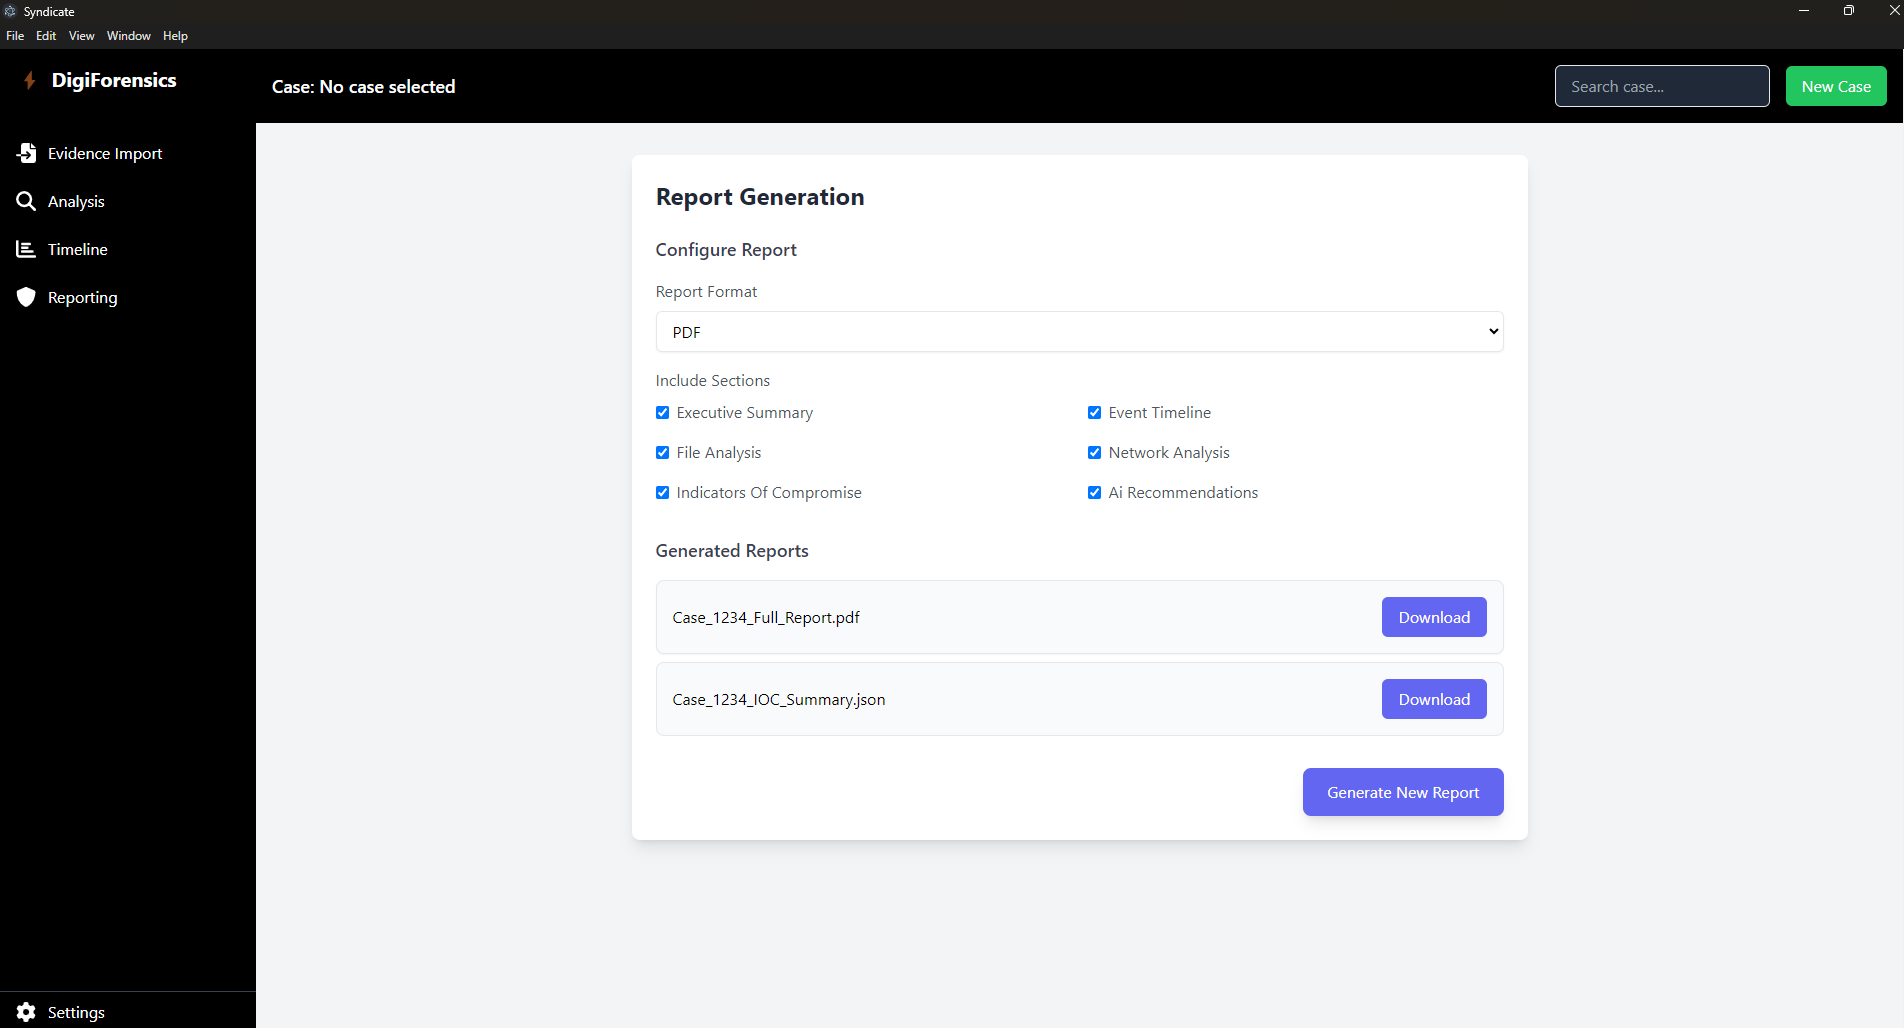 Syndicate
File Edit View Window Help
DigiForensics
Case: No case selected
Search case...
New Case
Evidence Import
Analysis
Timeline
Reporting
Report Generation
Configure Report
Report Format
PDF
Include Sections
Executive Summary
Event Timeline
File Analysis
Network Analysis
Indicators Of Compromise
Ai Recommendations
Generated Reports
Case_1234_Full_Report.pdf
Download
Case_1234_IOC_Summary.json
Download
Generate New Report
Settings